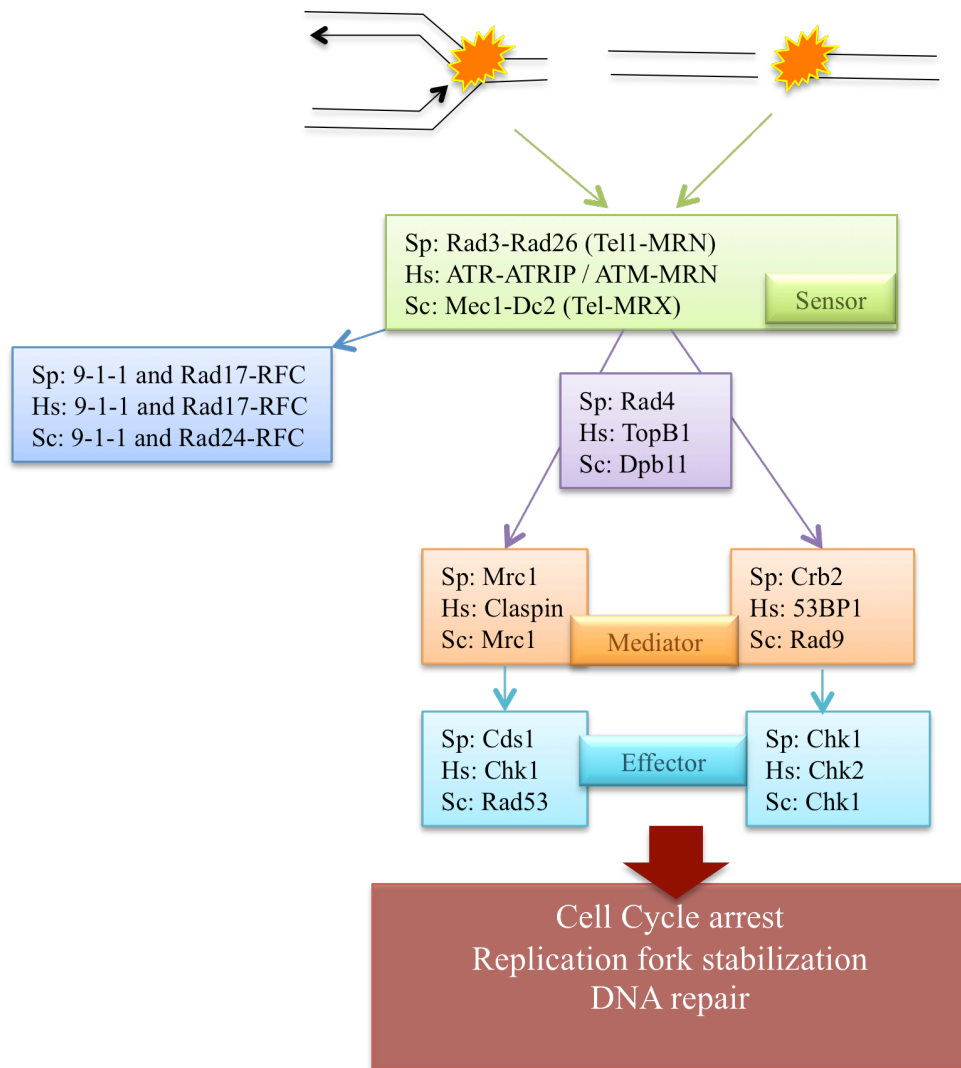 Sp: Rad3-Rad26 (Tel1-MRN)
Hs: ATR-ATRIP / ATM-MRN
Sc: Mec1-Dc2 (Tel-MRX)
Sensor
Sp: 9-1-1 and Rad17-RFC
Hs: 9-1-1 and Rad17-RFC
Sc: 9-1-1 and Rad24-RFC
Sp: Rad4
Hs: TopB1
Sc: Dpb11
Sp: Mrc1
Hs: Claspin
Sc: Mrc1
Mediator
Sp: Crb2
Hs: 53BP1
Sc: Rad9
Sp: Cds1
Hs: Chk1
Sc: Rad53
Effector
Sp: Chk1
Hs: Chk2
Sc: Chk1
Cell Cycle arrest
Replication fork stabilization
DNA repair